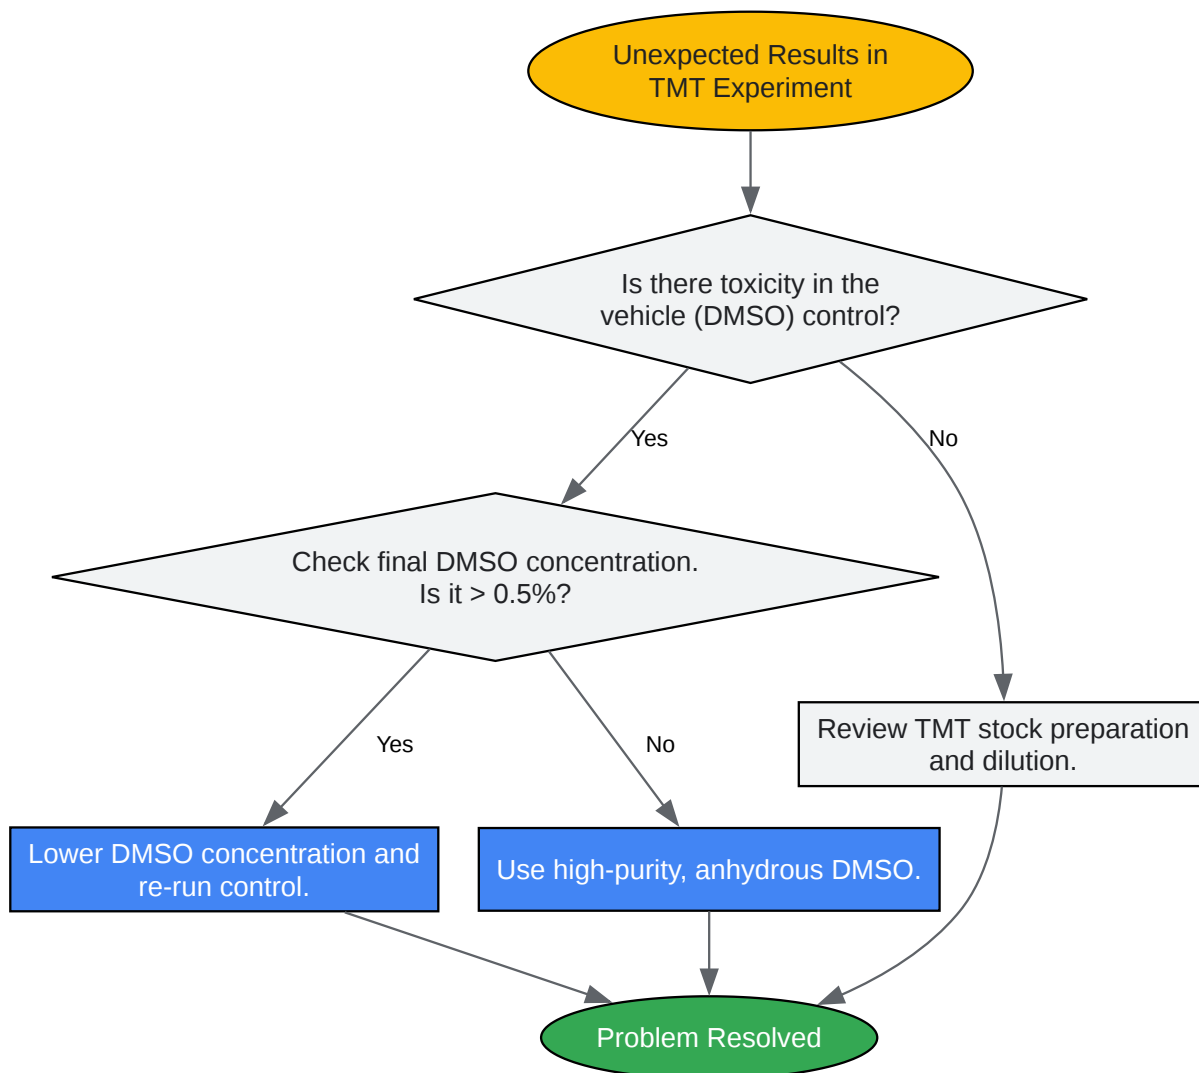 Unexpected Results in
TMT Experiment
Is there toxicity in the
vehicle (DMSO) control?
Yes
No
Check final DMSO concentration.
Is it > 0.5%?
Yes
No
Review TMT stock preparation
and dilution.
Lower DMSO concentration and
re-run control.
Use high-purity, anhydrous DMSO.
Problem Resolved